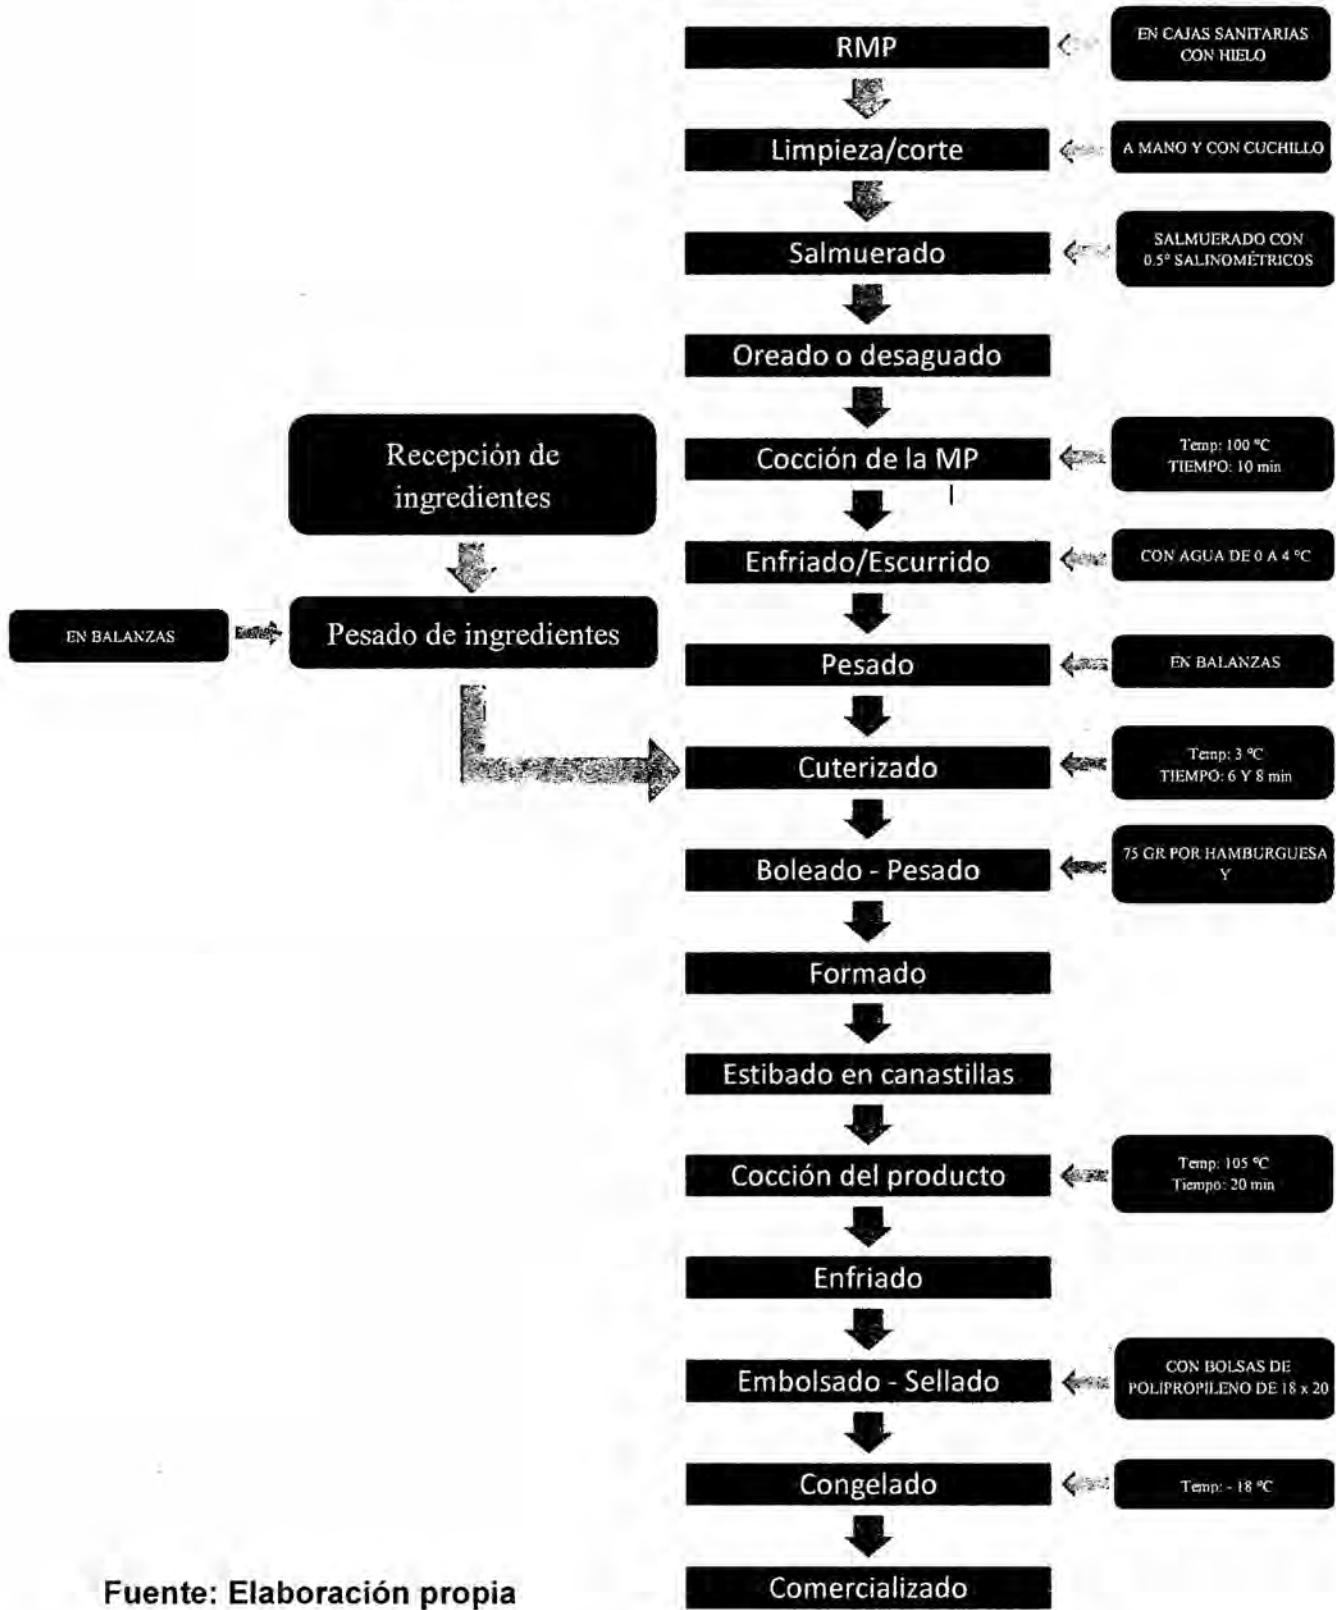 RMP
EN CAJAS SANITARIAS
CON HIELO
Limpieza/corte
A MANO Y CON CUCHILLO
Salmuerado
SALMUERADO CON
0.5° SALINOMÉTRICOS
Oreado o desaguado
Recepción de
ingredientes
Cocción de la MP
Temp: 100 °C
TIEMPO: 10 min
Enfriado/Escurrido
CON AGUA DE 0 A 4 °C
EN BALANZAS
Pesado de ingredientes
Pesado
EN BALANZAS
Cuterizado
Temp: 3 °C
TIEMPO: 6 Y 8 min
Boleado - Pesado
75 GR POR HAMBURGUESA
Y
Formado
Estibado en canastillas
Cocción del producto
Temp: 105 °C
Tiempo: 20 min
Enfriado
Embolsado - Sellado
CON BOLSAS DE
POLIPROPILENO DE 18 x 20
Congelado
Temp: - 18 °C
Comercializado
Fuente: Elaboración propia